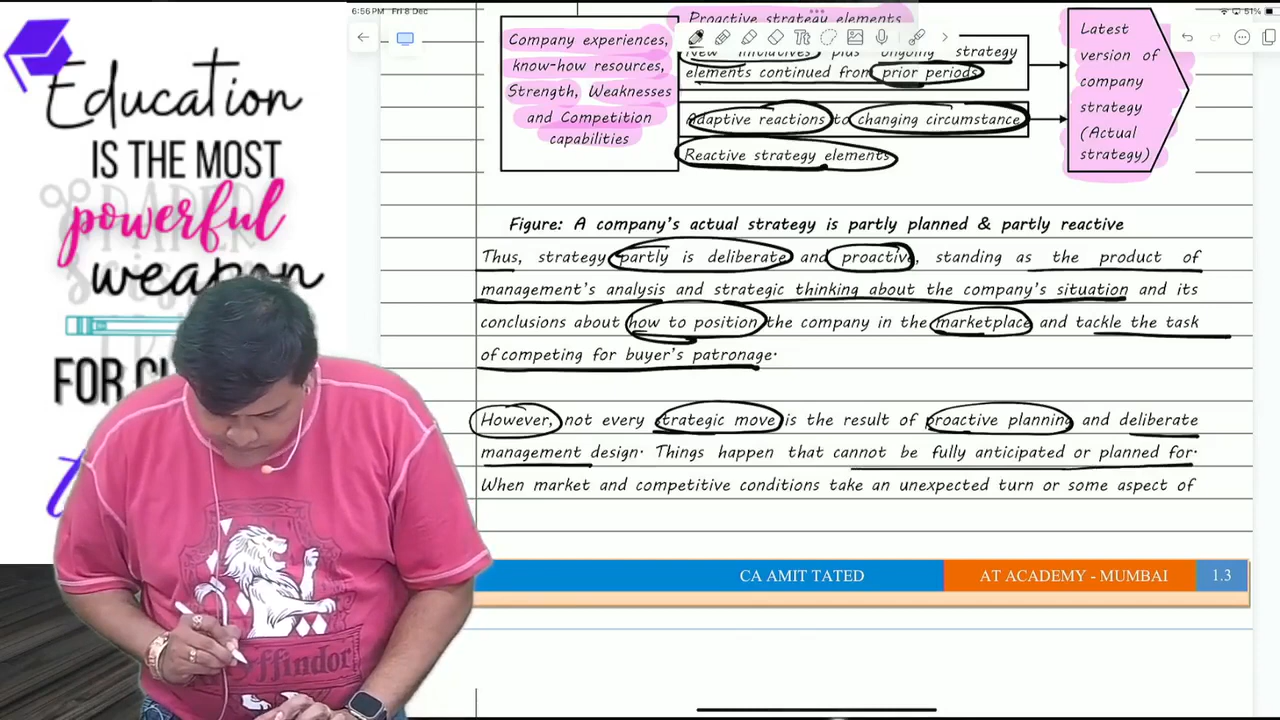 6:56 PM Fri 8 Dec
51%
Education
IS THE MOST
powerful
weapon
FOR
Company experiences,
know-how resources,
Strength, Weaknesses
and Competition
capabilities
Proactive strategy elements
New initiatives plus ongoing strategy
elements continued from prior periods
Adaptive reactions to changing circumstance
Reactive strategy elements
Latest
version of
company
strategy
(Actual
strategy)
Figure: A company's actual strategy is partly planned & partly reactive
Thus, strategy partly is deliberate and proactive, standing as the product of
management's analysis and strategic thinking about the company's situation and its
conclusions about how to position the company in the marketplace and tackle the task
of competing for buyer's patronage.
However, not every strategic move is the result of proactive planning and deliberate
management design. Things happen that cannot be fully anticipated or planned for.
When market and competitive conditions take an unexpected turn or some aspect of
CA AMIT TATED
AT ACADEMY - MUMBAI
1.3